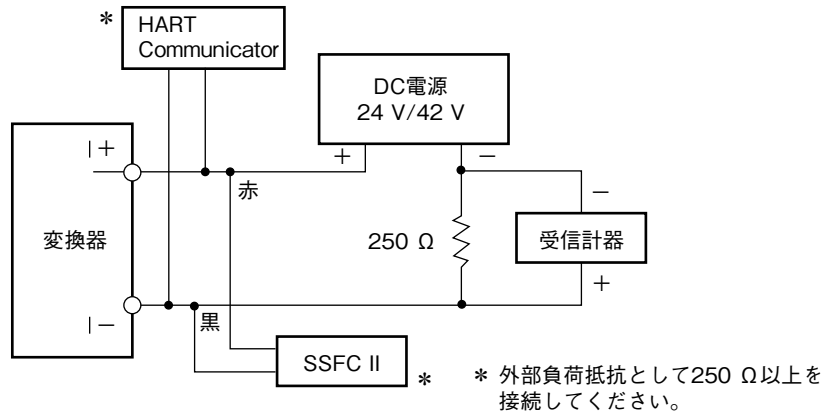 * HART
Communicator
DC電源
24 V/42 V
I+
+
−
赤
−
変換器
250 Ω
受信計器
+
I−
黒
SSFC II
*
* 外部負荷抵抗として250 Ω以上を
接続してください。